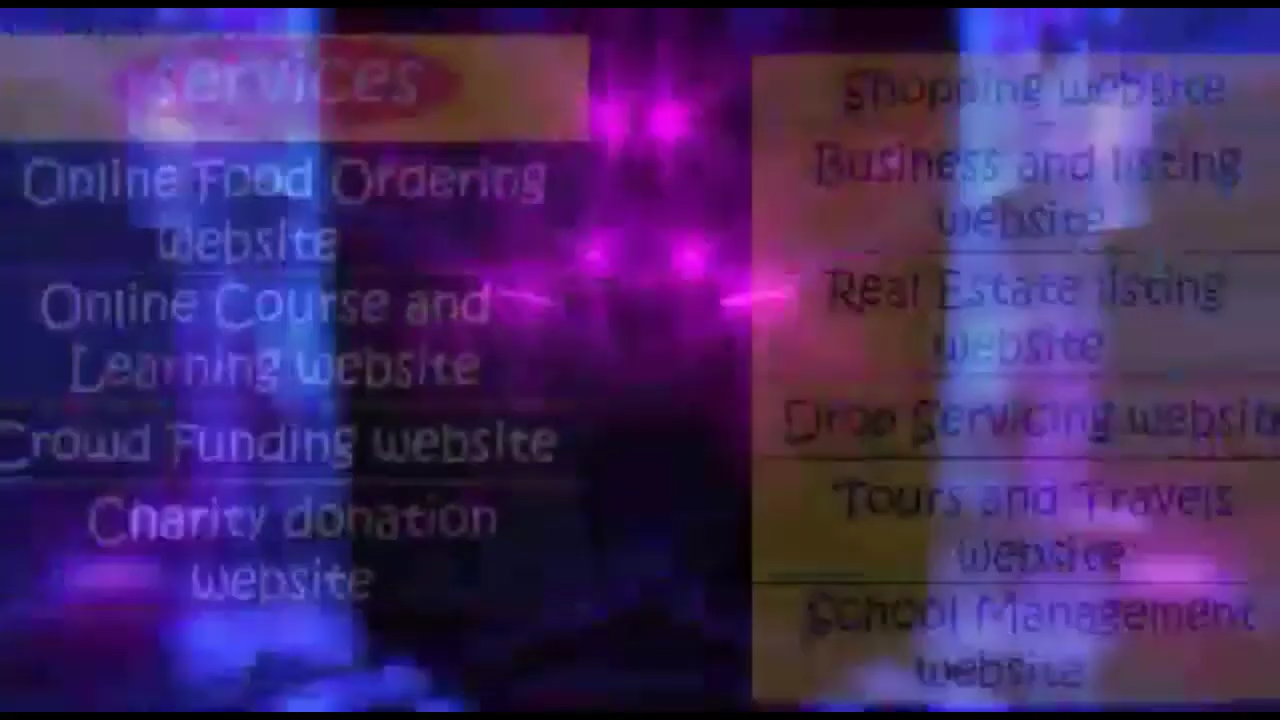 services
Online Food Ordering
website
Online Course and
Learning website
Crowd Funding website
Charity donation
website
Shopping website
Business and listing
website
Real Estate listing
website
Drop Servicing website
Tours and Travels
website
School Management
website